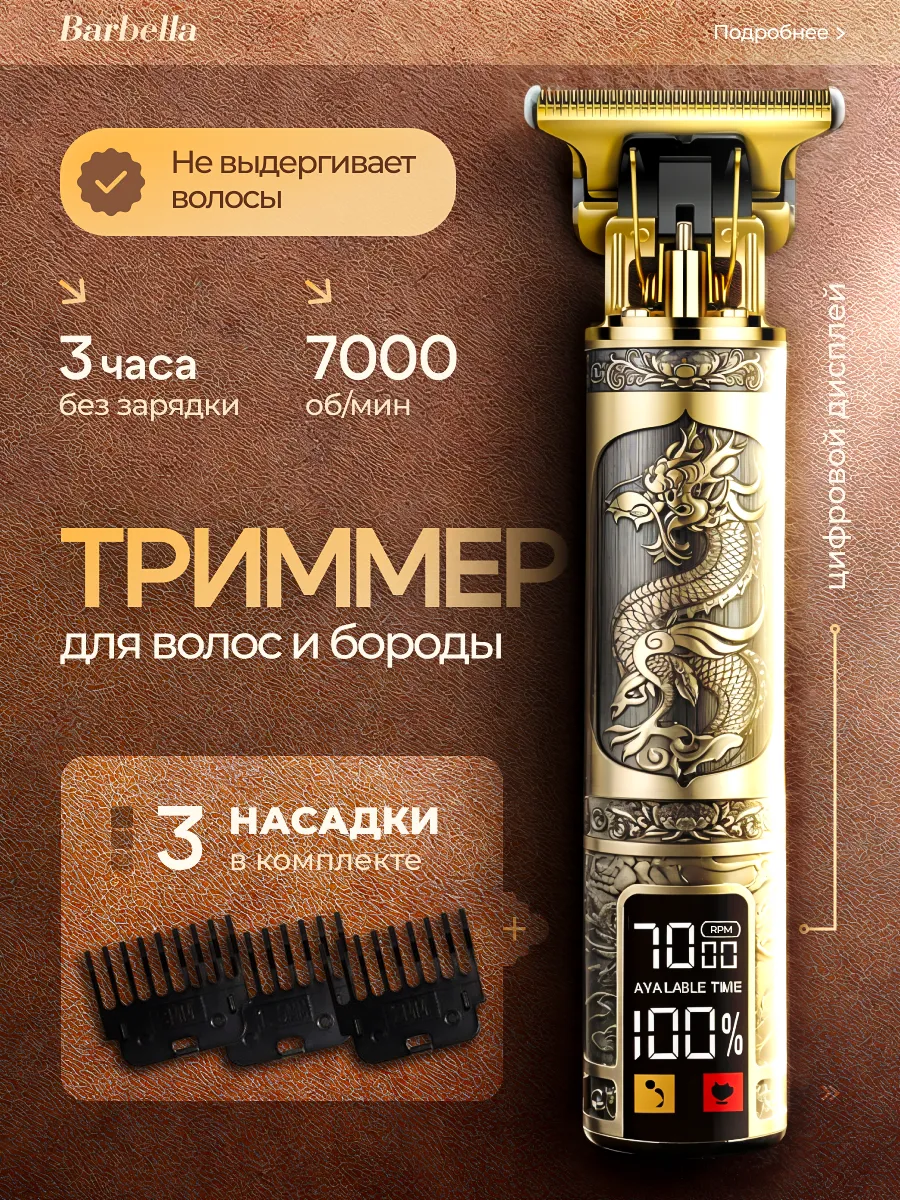 Barbella
Подробнее >
Не выдергивает
волосы
3 часа
без зарядки
7000
об/мин
цифровой дисплей
ТРИММЕР
для волос и бороды
3 НАСАДКИ
в комплекте
+
7000 RPM
AYALABLE TIME
100%